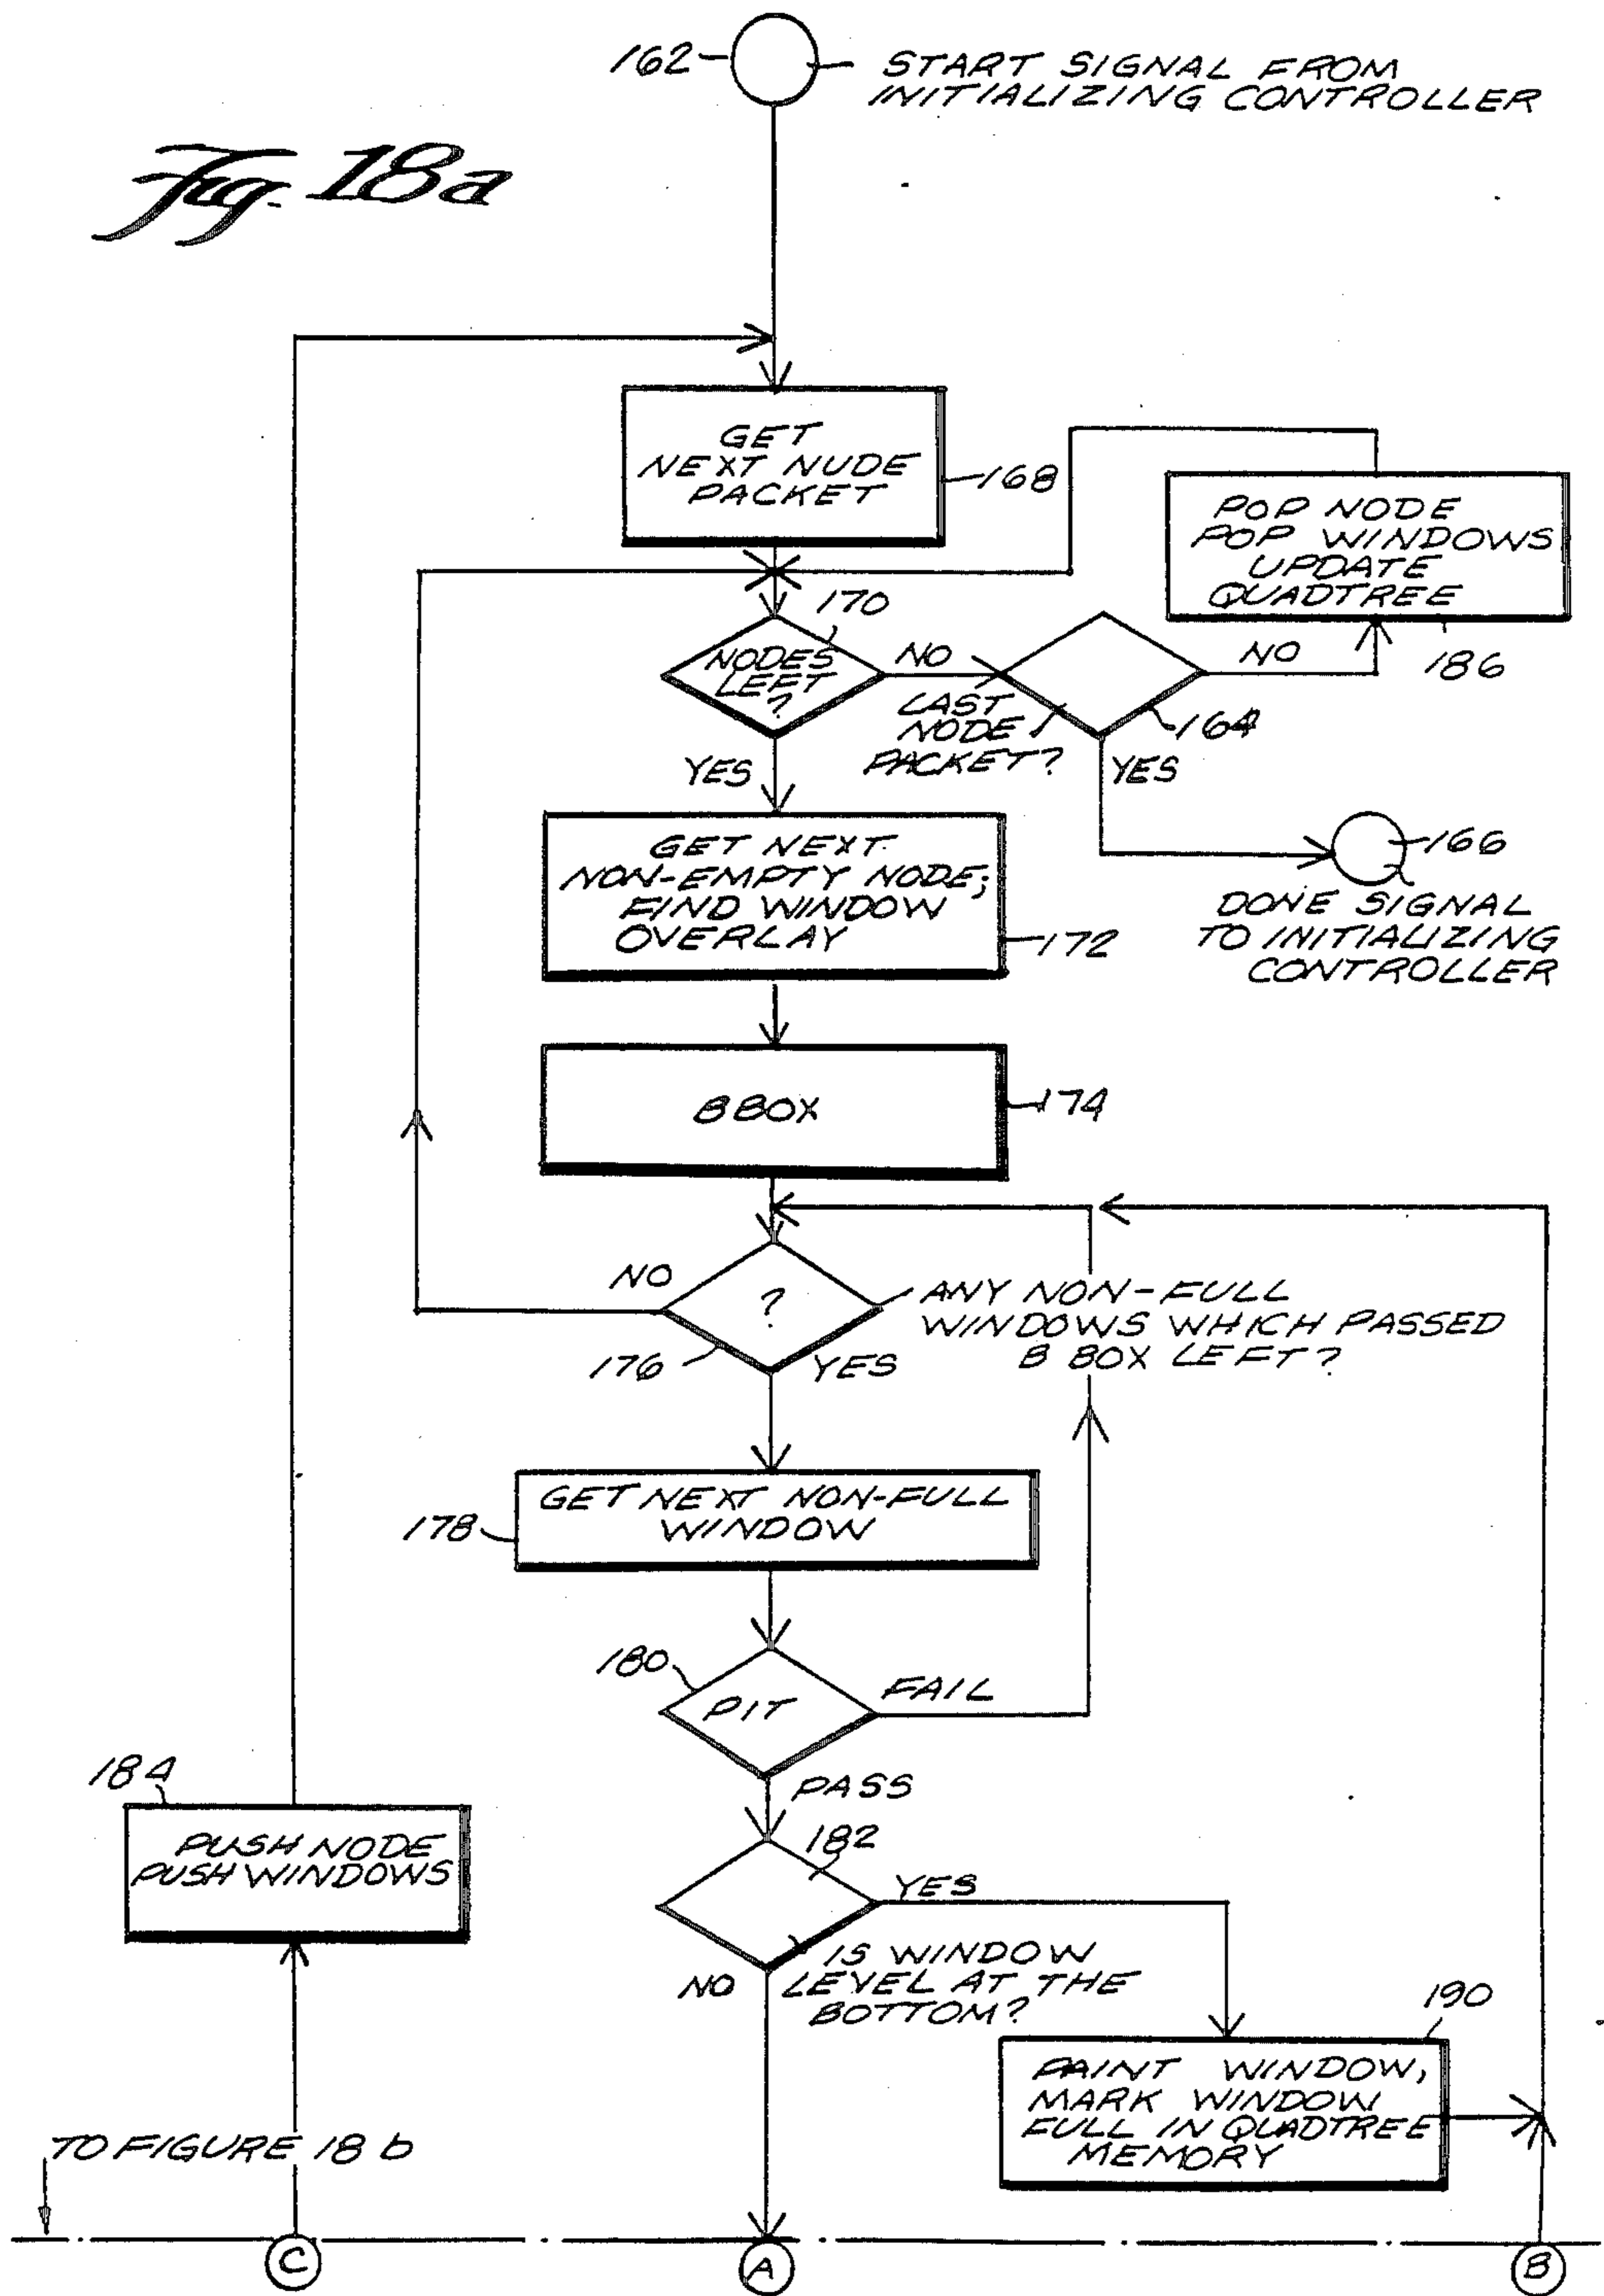 162
START SIGNAL FROM
INITIALIZING CONTROLLER
Fig. 18a
GET
NEXT NUDE
PACKET
168
POP NODE
POP WINDOWS
UPDATE
QUADTREE
186
170
NODES
LEFT
?
NO
LAST
NODE
PACKET?
164
NO
YES
YES
166
DONE SIGNAL
TO INITIALIZING
CONTROLLER
GET NEXT
NON-EMPTY NODE;
FIND WINDOW
OVERLAY
172
B BOX
174
NO
?
ANY NON-FULL
WINDOWS WHICH PASSED
B BOX LEFT?
176
YES
GET NEXT NON-FULL
WINDOW
178
180
PIT
FAIL
PASS
184
PUSH NODE
PUSH WINDOWS
182
YES
IS WINDOW
LEVEL AT THE
BOTTOM?
NO
190
PAINT WINDOW,
MARK WINDOW
FULL IN QUADTREE
MEMORY
TO FIGURE 18 b
C
A
B